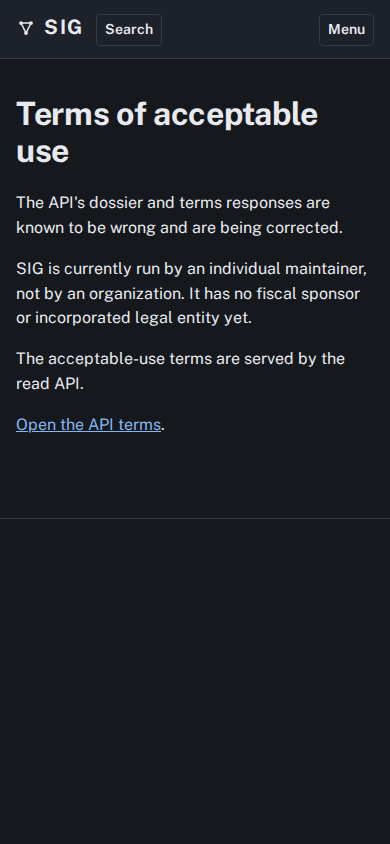 SIG
Search
Menu
Terms of acceptable
use
The API's dossier and terms responses are
known to be wrong and are being corrected.
SIG is currently run by an individual maintainer,
not by an organization. It has no fiscal sponsor
or incorporated legal entity yet.
The acceptable-use terms are served by the
read API.
Open the API terms.